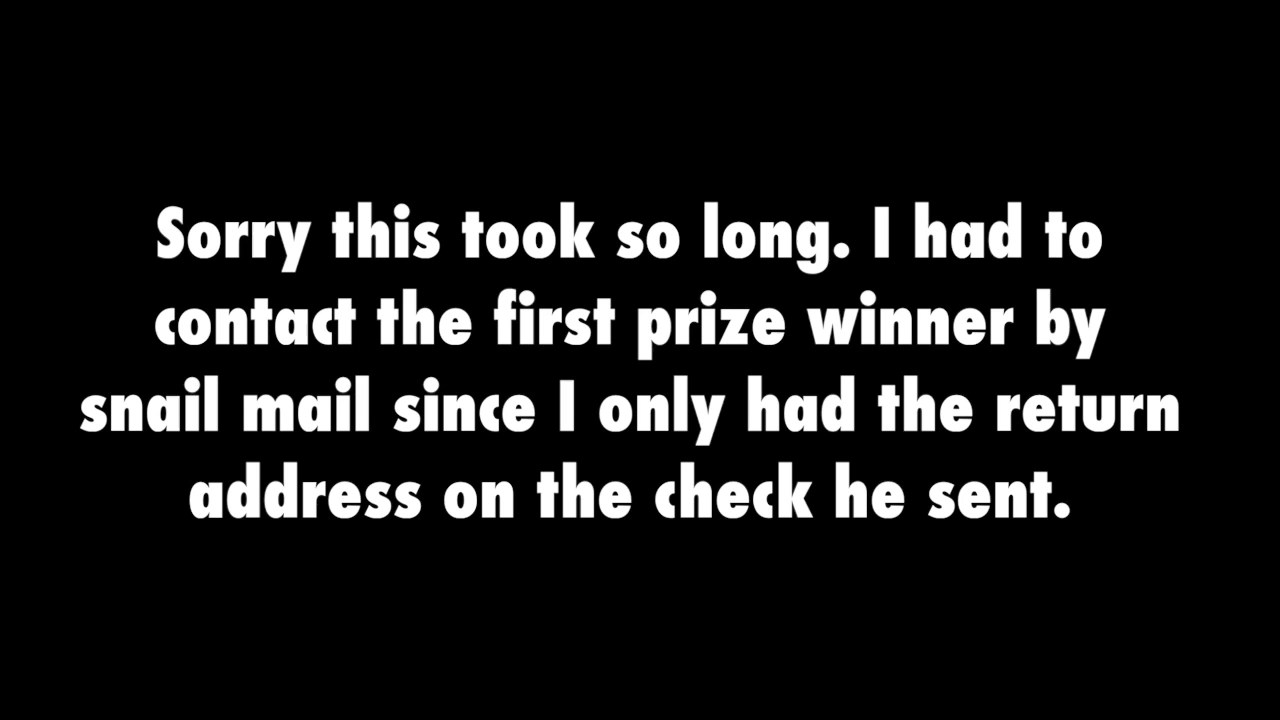 Sorry this took so long. I had to
contact the first prize winner by
snail mail since I only had the return
address on the check he sent.